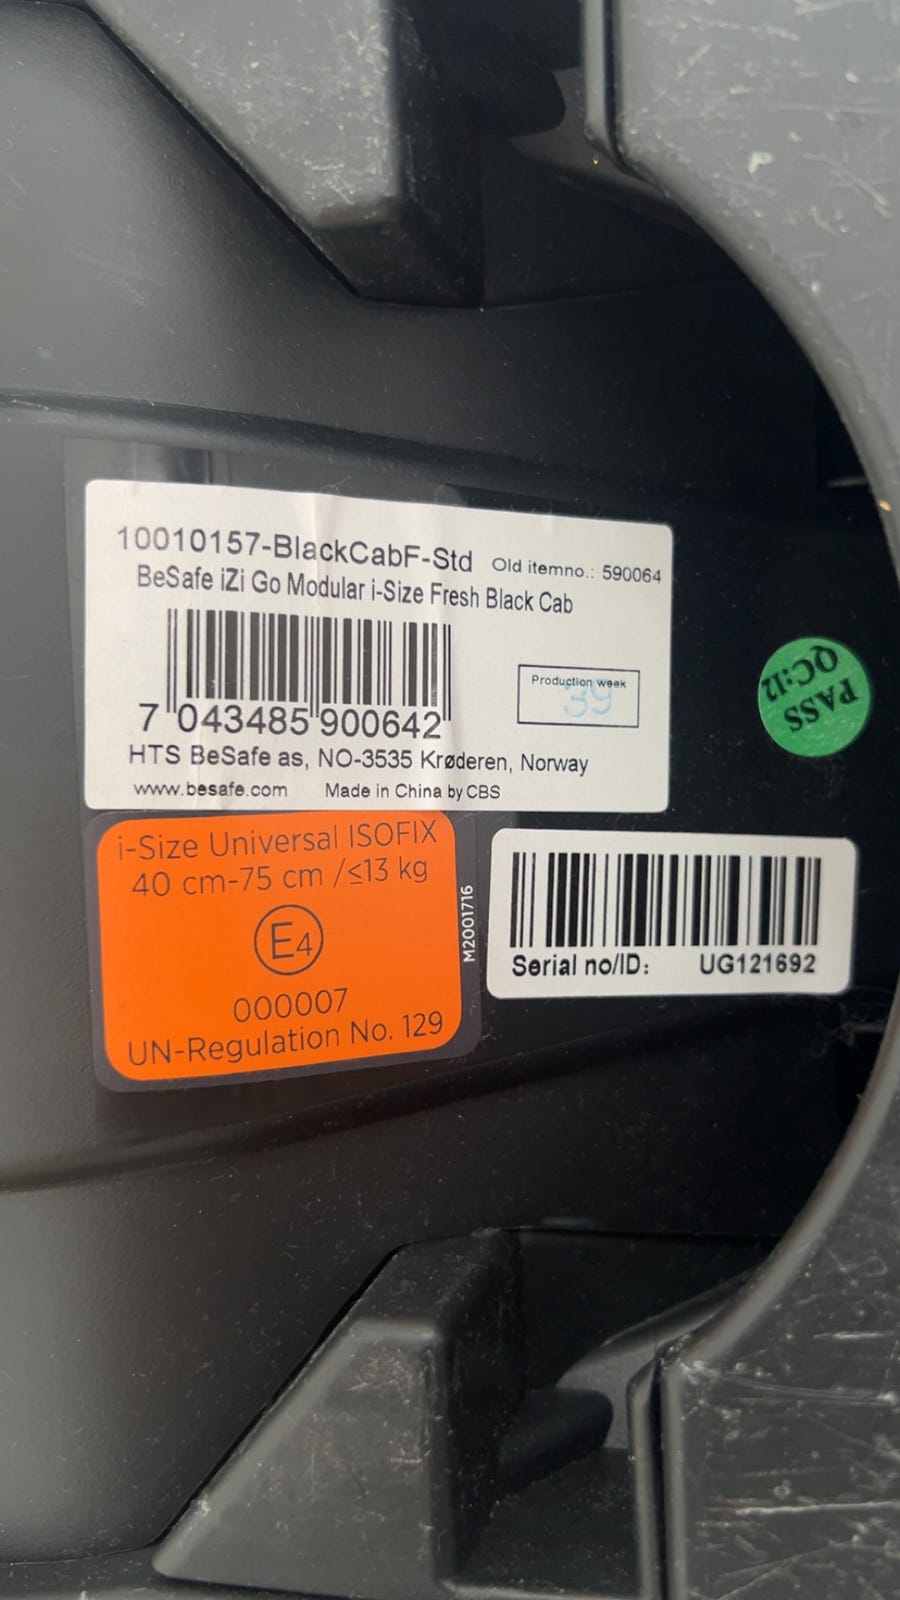 10010157-BlackCabF-Std Old itemno.: 590064
BeSafe iZi Go Modular i-Size Fresh Black Cab
7 043485 900642
Production week
39
HTS BeSafe as, NO-3535 Krøderen, Norway
www.besafe.com Made in China by CBS
i-Size Universal ISOFIX
40 cm-75 cm /≤13 kg
E4
000007
UN-Regulation No. 129
M2001716
Serial no/ID: UG121692
PASS
QC:12